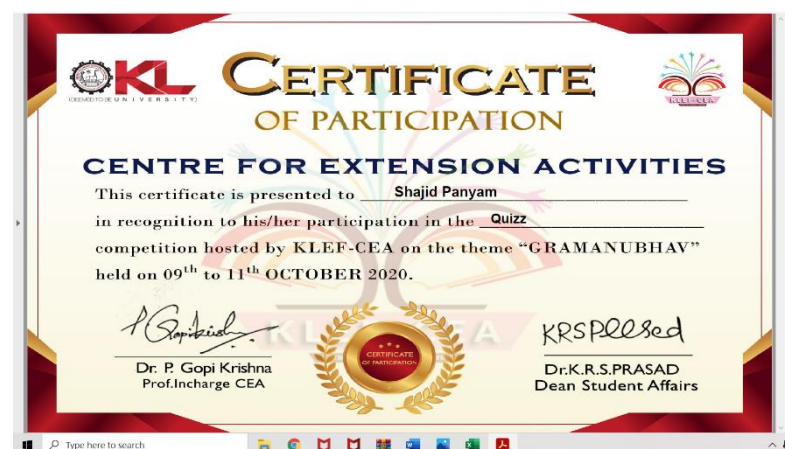 KL
(DEEMED TO BE UNIVERSITY)
CERTIFICATE
OF PARTICIPATION
KLEF-CEA
CENTRE FOR EXTENSION ACTIVITIES
This certificate is presented to Shajid Panyam
in recognition to his/her participation in the Quizz
competition hosted by KLEF-CEA on the theme “GRAMANUBHAV”
held on 09th to 11th OCTOBER 2020.
KLEF-CEA
CERTIFICATE
OF PARTICIPATION
Dr. P. Gopi Krishna
Prof.Incharge CEA
Dr.K.R.S.PRASAD
Dean Student Affairs
Type here to search